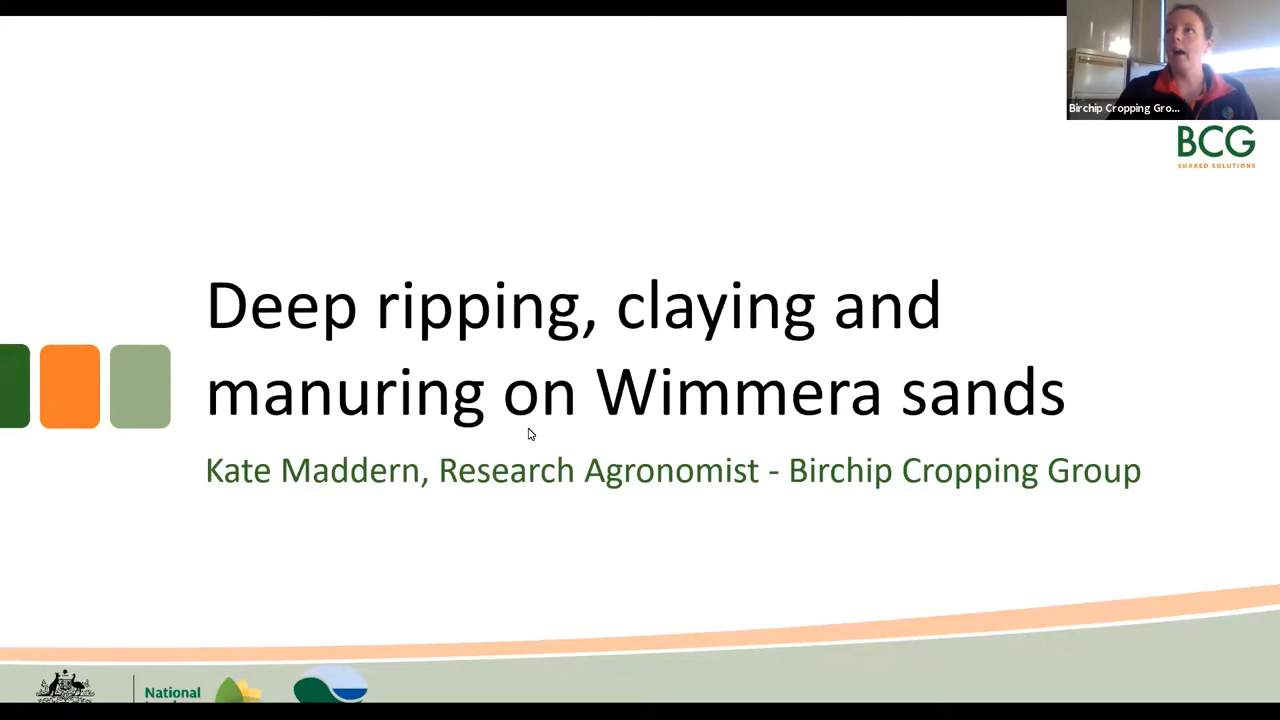 Birchip Cropping Gro...
BCG
SHARED SOLUTIONS
Deep ripping, claying and
manuring on Wimmera sands
Kate Maddern, Research Agronomist - Birchip Cropping Group
National